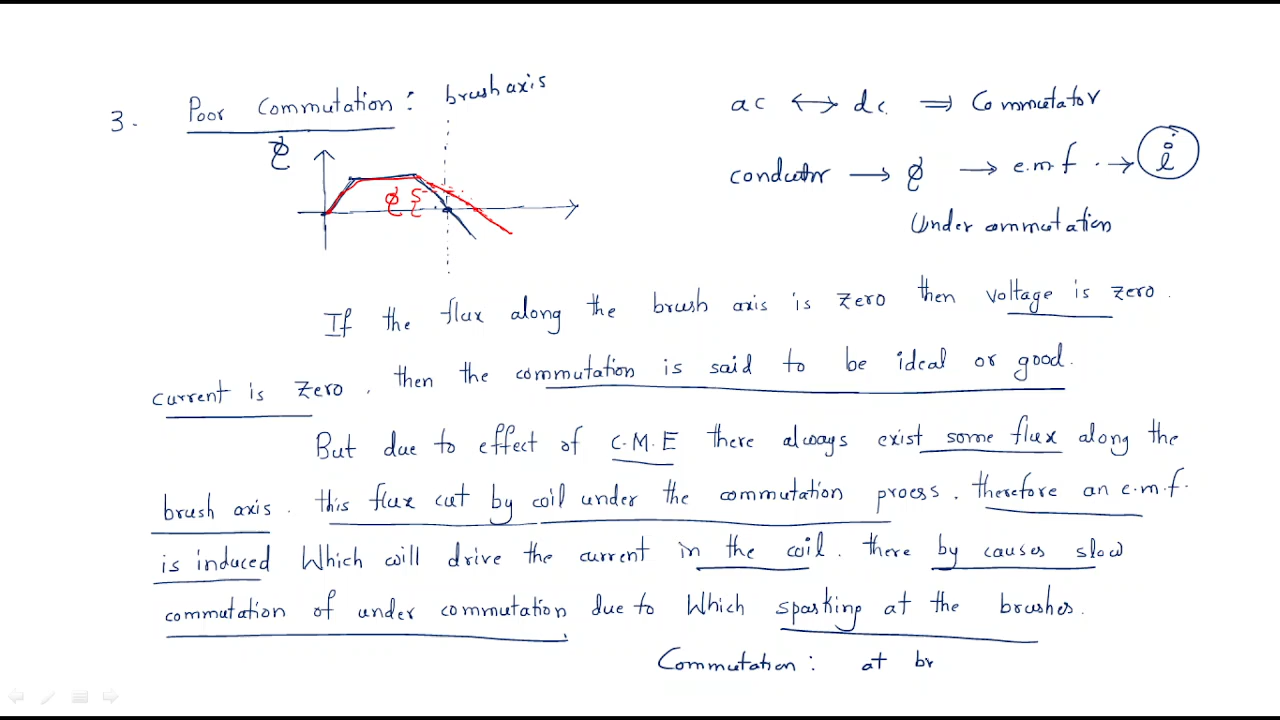 3. Poor Commutation : brush axis
ac ↔ dc. ⇒ Commutator
ϕ
conductor → ϕ → e.m.f. → i
ϕ {
Under commutation
If the flux along the brush axis is zero then voltage is zero.
current is zero, then the commutation is said to be ideal or good.
But due to effect of C.M.E there always exist some flux along the
brush axis. this flux cut by coil under the commutation process. therefore an e.m.f.
is induced Which will drive the current in the coil. there by causes slow
commutation of under commutation due to Which sparking at the brushes.
Commutation : at br